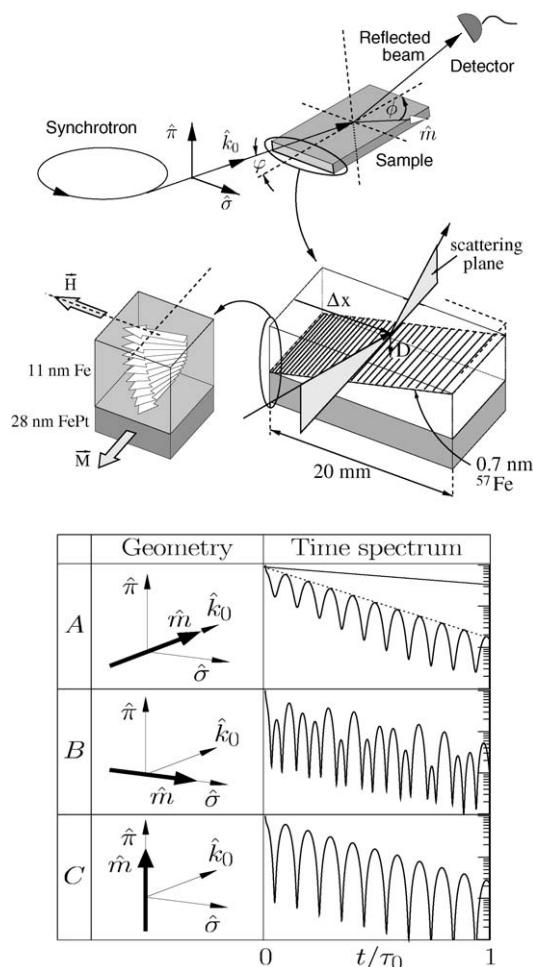 Reflected
beam
Detector
Synchrotron
π̂
k̂₀
φ
m̂
φ
Sample
σ̂
scattering
plane
H
Δx
D
11 nm Fe
28 nm FePt
M
20 mm
0.7 nm
⁵⁷Fe
Geometry Time spectrum
A π̂ m̂ k̂₀ σ̂
B π̂ k̂₀ m̂ σ̂
C π̂ m̂ k̂₀ σ̂
0 t/τ₀ 1